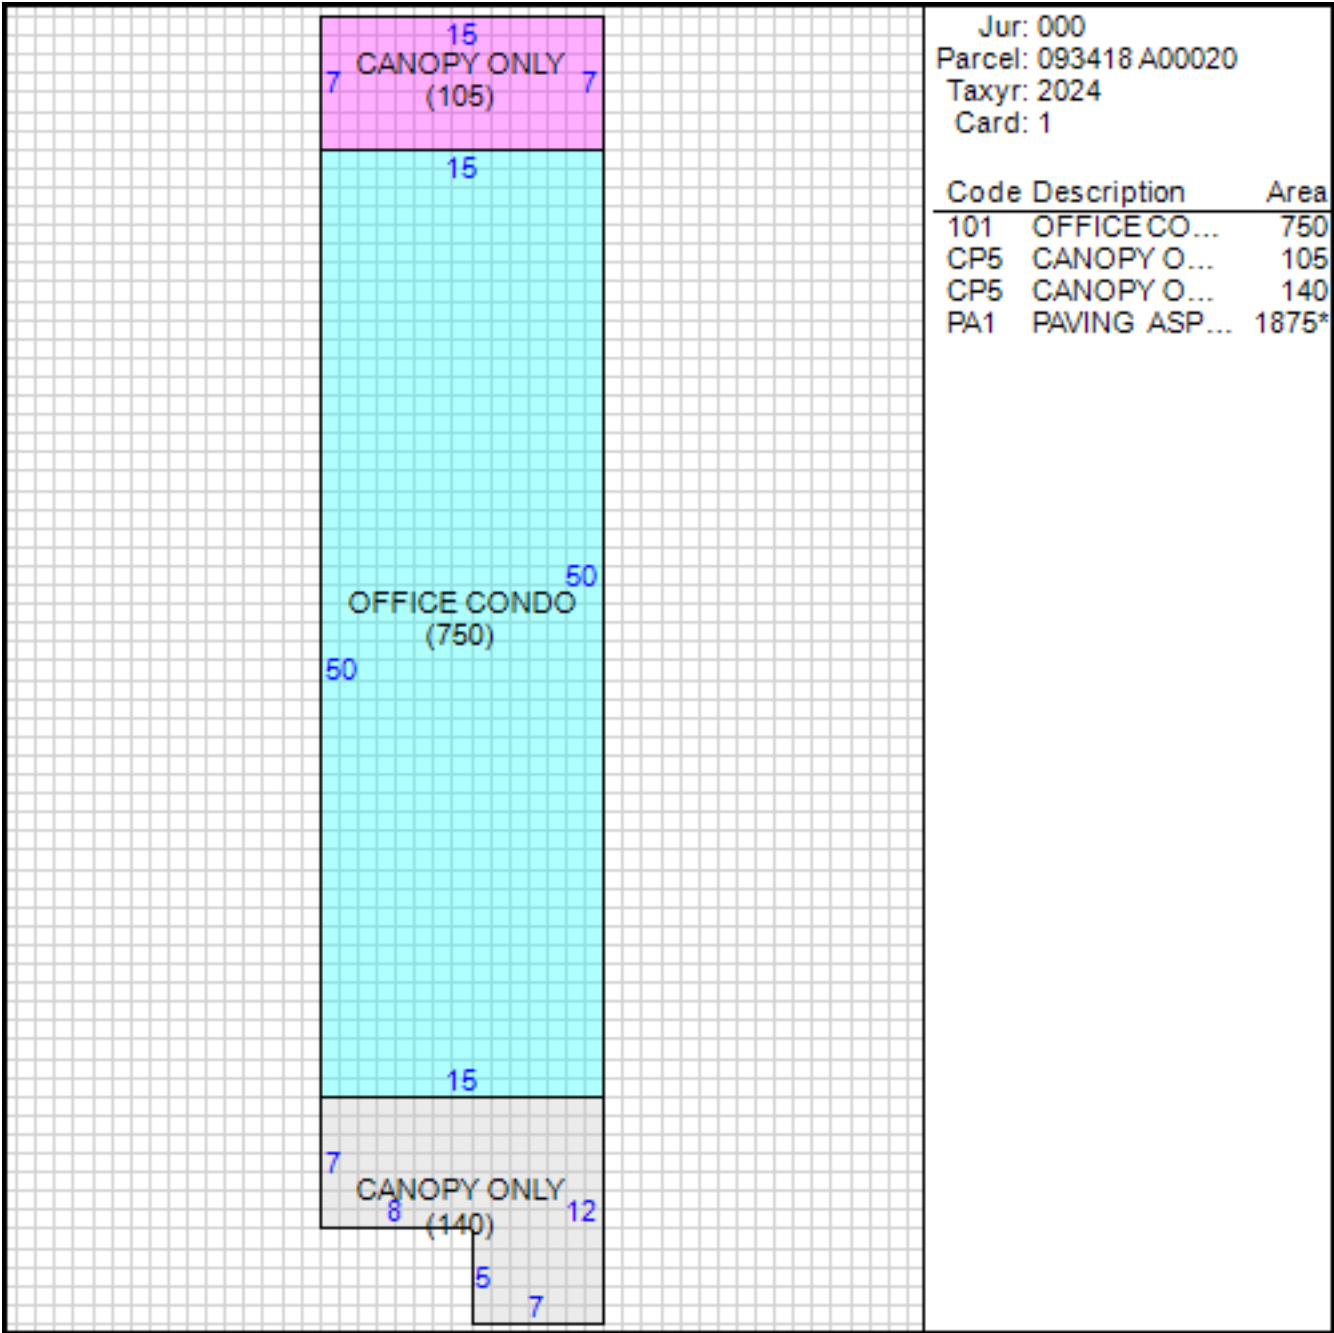 15
CANOPY ONLY
7
7
(105)
15
50
OFFICE CONDO
(750)
50
15
7
CANOPY ONLY
8
12
(140)
5
7
Jur: 000
Parcel: 093418 A00020
Taxyr: 2024
Card: 1
Code Description Area
101 OFFICE CO... 750
CP5 CANOPY O... 105
CP5 CANOPY O... 140
PA1 PAVING ASP... 1875*